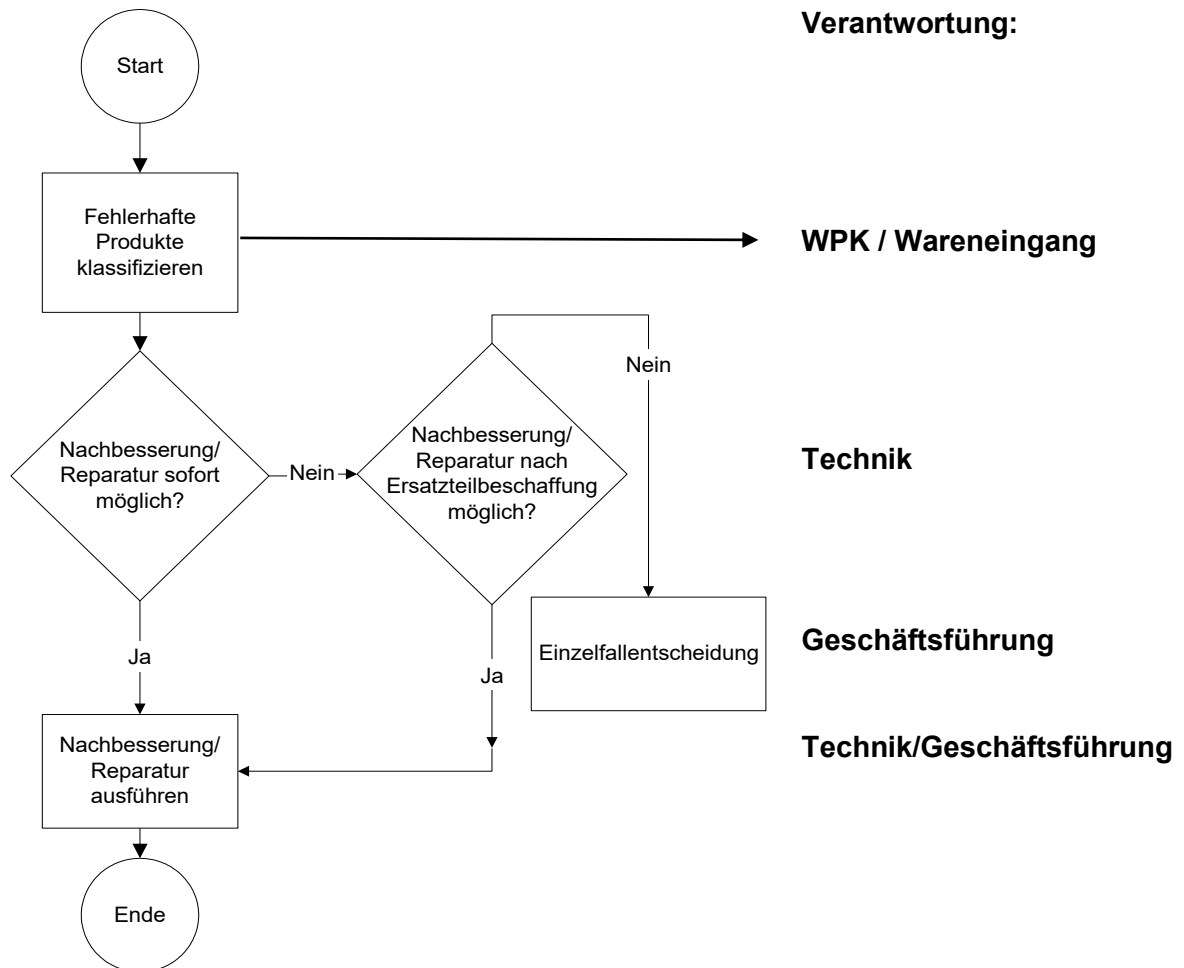 Verantwortung:
Start
Fehlerhafte
Produkte
klassifizieren
WPK / Wareneingang
Nein
Nachbesserung/
Reparatur sofort
möglich?
Nein
Nachbesserung/
Reparatur nach
Ersatzteilbeschaffung
möglich?
Technik
Ja
Ja
Einzelfallentscheidung
Geschäftsführung
Nachbesserung/
Reparatur
ausführen
Technik/Geschäftsführung
Ende